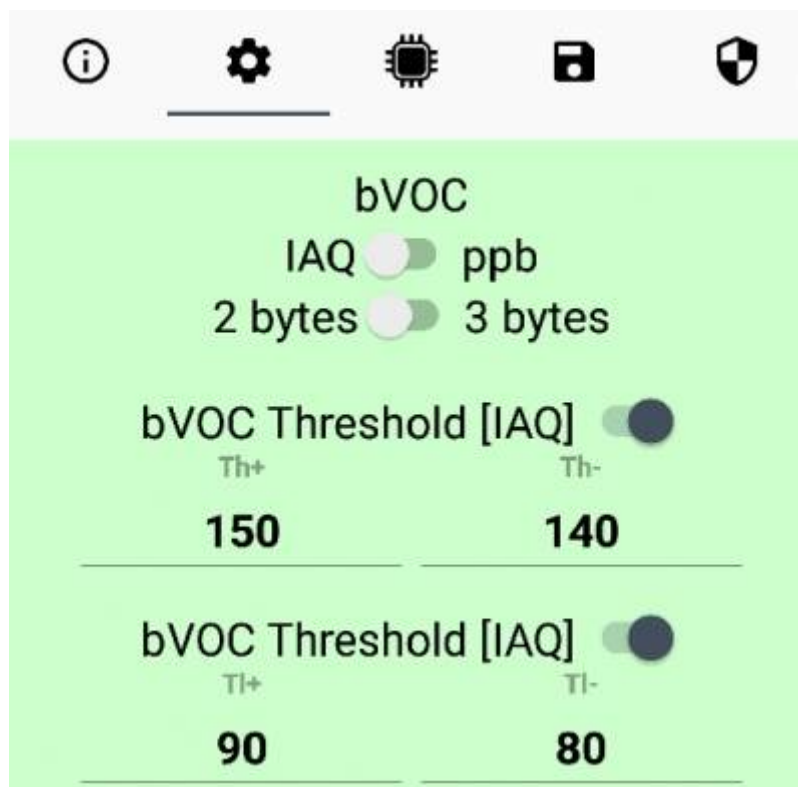 bVOC
IAQ ppb
2 bytes 3 bytes
bVOC Threshold [IAQ]
Th+ Th-
150 140
bVOC Threshold [IAQ]
Tl+ Tl-
90 80